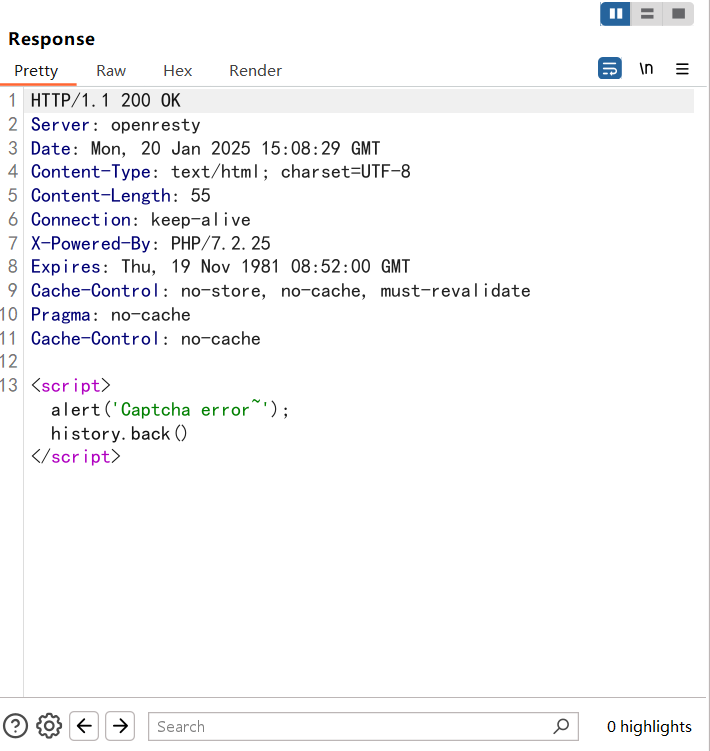 Response
Pretty Raw Hex Render \n
1 HTTP/1.1 200 OK
2 Server: openresty
3 Date: Mon, 20 Jan 2025 15:08:29 GMT
4 Content-Type: text/html; charset=UTF-8
5 Content-Length: 55
6 Connection: keep-alive
7 X-Powered-By: PHP/7.2.25
8 Expires: Thu, 19 Nov 1981 08:52:00 GMT
9 Cache-Control: no-store, no-cache, must-revalidate
10 Pragma: no-cache
11 Cache-Control: no-cache
12
13 <script>
alert('Captcha error~');
history.back()
</script>
Search 0 highlights